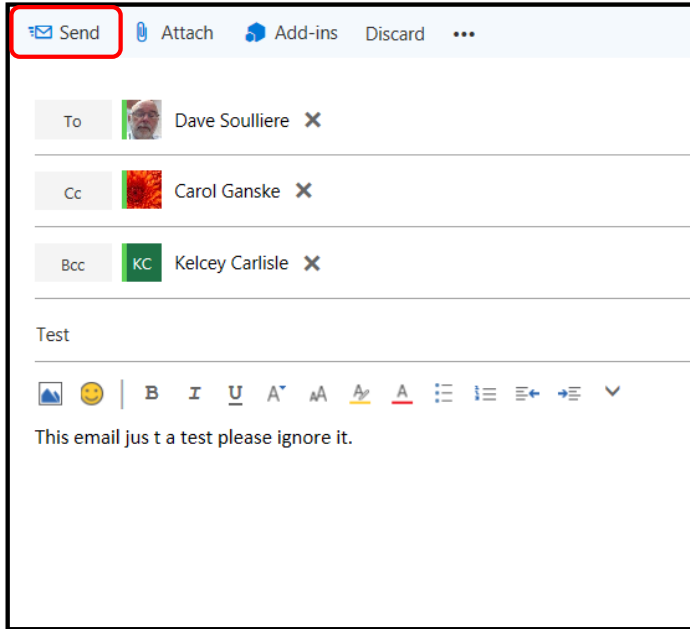 Send Attach Add-ins Discard •••
To Dave Soulliere
Cc Carol Ganske
Bcc KC Kelcey Carlisle
Test
B I U A AA A A
This email jus t a test please ignore it.